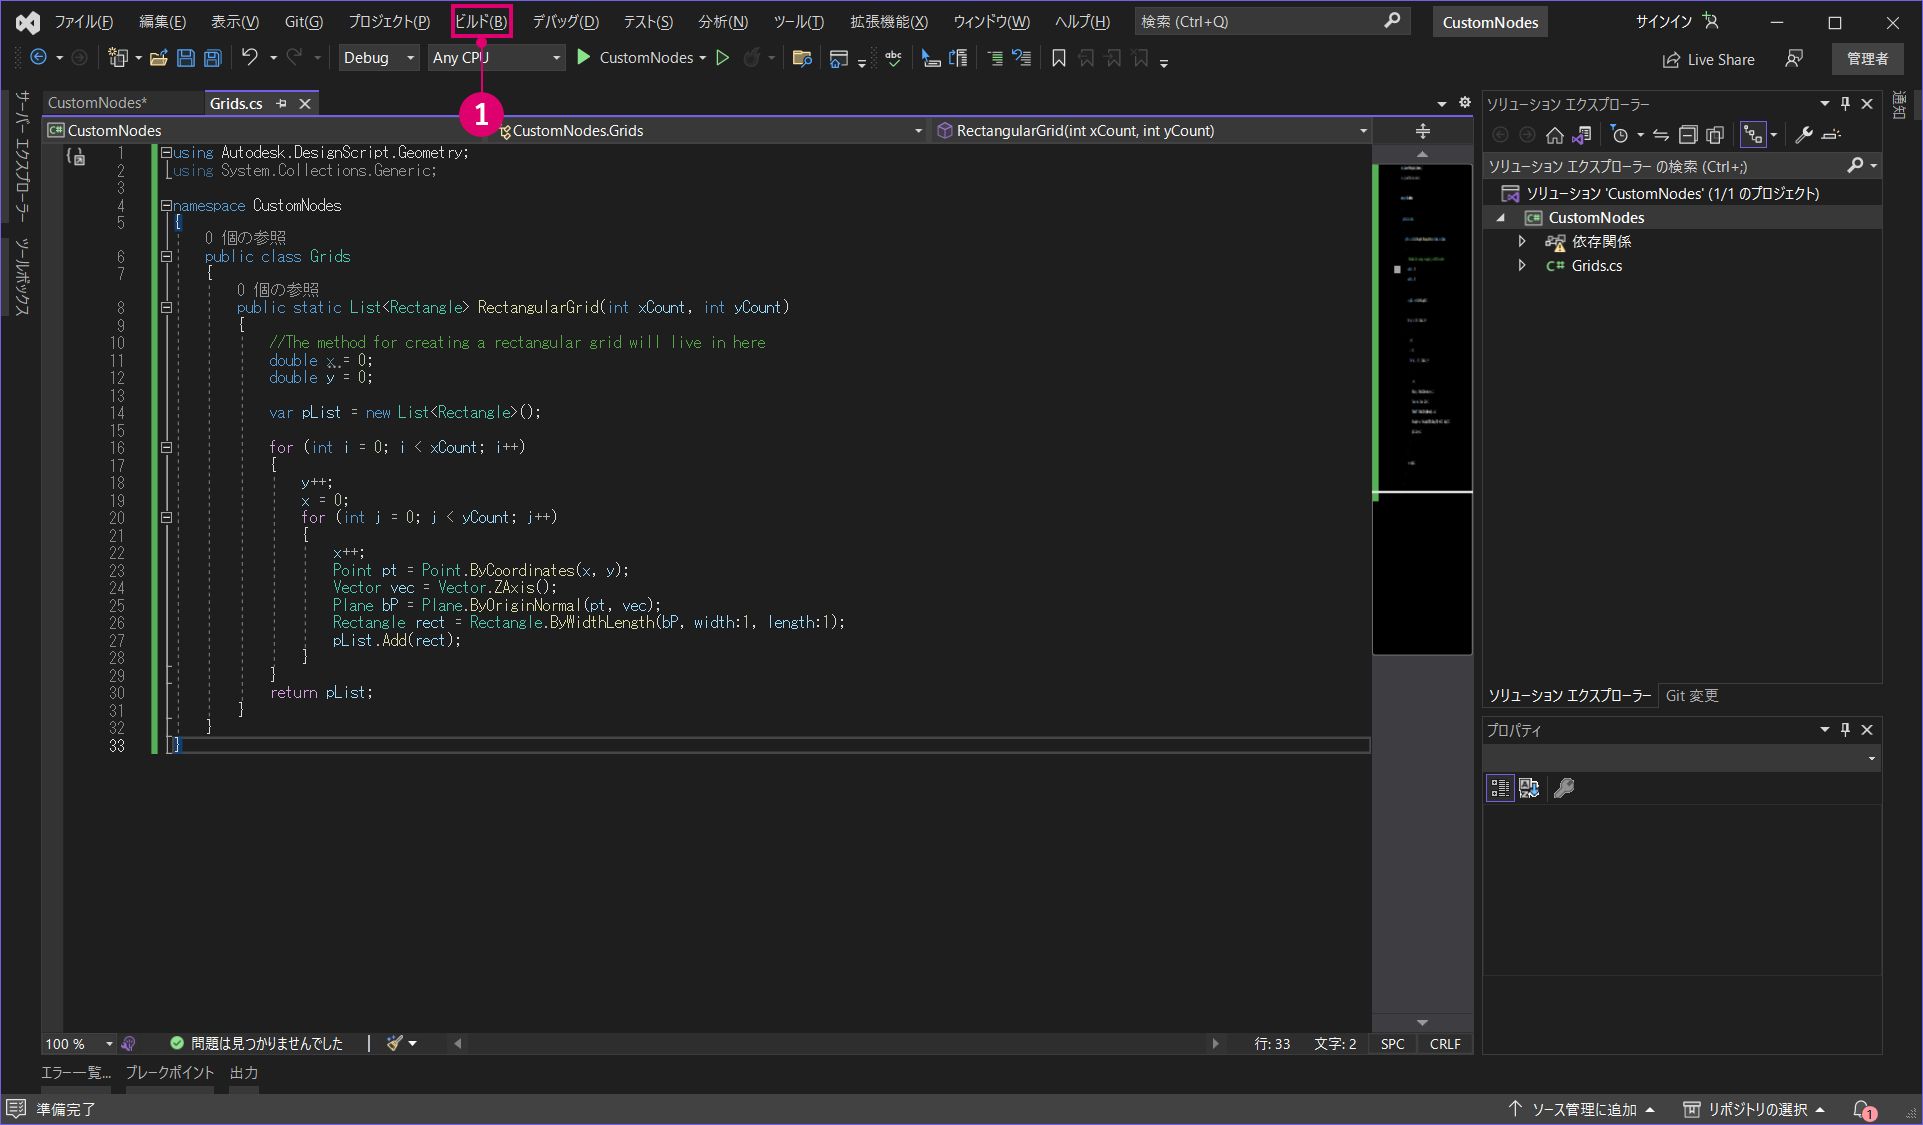 ファイル(F) 編集(E) 表示(V) Git(G) プロジェクト(P) ビルド(B) デバッグ(D) テスト(S) 分析(N) ツール(T) 拡張機能(X) ウィンドウ(W) ヘルプ(H) 検索 (Ctrl+Q) CustomNodes サインイン
Debug Any CPU CustomNodes abc Live Share 管理者
1
サーバー エクスプローラー
ツールボックス
CustomNodes* Grids.cs
C# CustomNodes CustomNodes.Grids RectangularGrid(int xCount, int yCount)
1 using Autodesk.DesignScript.Geometry;
2 using System.Collections.Generic;
3
4 namespace CustomNodes
5 {
0 個の参照
6 public class Grids
7 {
0 個の参照
8 public static List<Rectangle> RectangularGrid(int xCount, int yCount)
9 {
10 //The method for creating a rectangular grid will live in here
11 double x = 0;
12 double y = 0;
13
14 var pList = new List<Rectangle>();
15
16 for (int i = 0; i < xCount; i++)
17 {
18 y++;
19 x = 0;
20 for (int j = 0; j < yCount; j++)
21 {
22 x++;
23 Point pt = Point.ByCoordinates(x, y);
24 Vector vec = Vector.ZAxis();
25 Plane bP = Plane.ByOriginNormal(pt, vec);
26 Rectangle rect = Rectangle.ByWidthLength(bP, width:1, length:1);
27 pList.Add(rect);
28 }
29 }
30 return pList;
31 }
32 }
33 }
100 % 問題は見つかりませんでした 行: 33 文字: 2 SPC CRLF
エラー一覧... ブレークポイント 出力
ソリューション エクスプローラー
ソリューション エクスプローラー の検索 (Ctrl+;)
ソリューション 'CustomNodes' (1/1 のプロジェクト)
C# CustomNodes
依存関係
C# Grids.cs
ソリューション エクスプローラー Git 変更
プロパティ
通知
準備完了 ソース管理に追加 リポジトリの選択 1